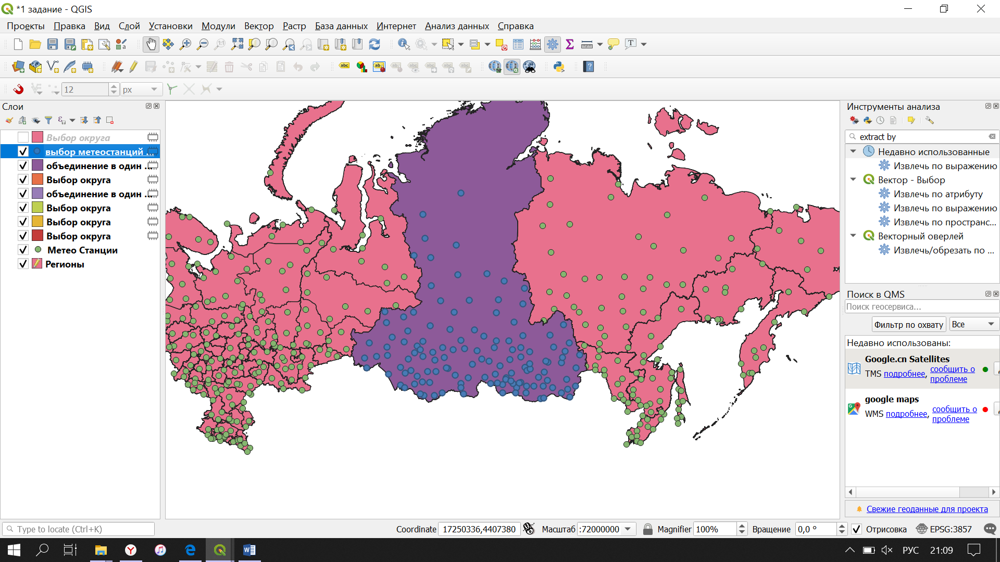 *1 задание - QGIS
Проекты Правка Вид Слой Установки Модули Вектор Растр База данных Интернет Анализ данных Справка
12 px
Слои
Выбор округа
выбор метеостанций ...
объединение в один ...
Выбор округа
объединение в один ...
Выбор округа
Выбор округа
Выбор округа
Метео Станции
Регионы
Инструменты анализа
extract by
Недавно использованные
Извлечь по выражению
Вектор - Выбор
Извлечь по атрибуту
Извлечь по выражению
Извлечь по пространс...
Векторный оверлей
Извлечь/обрезать по ...
Поиск в QMS
Поиск геосервиса...
Фильтр по охвату Все
Недавно использованы:
Google.cn Satellites
TMS подробнее, сообщить о
проблеме
google maps
WMS подробнее, сообщить о
проблеме
Свежие геоданные для проекта
Type to locate (Ctrl+K)
Coordinate 17250336,4407380 Масштаб :72000000 Magnifier 100% Вращение 0,0 ° Отрисовка EPSG:3857
РУС 21:09